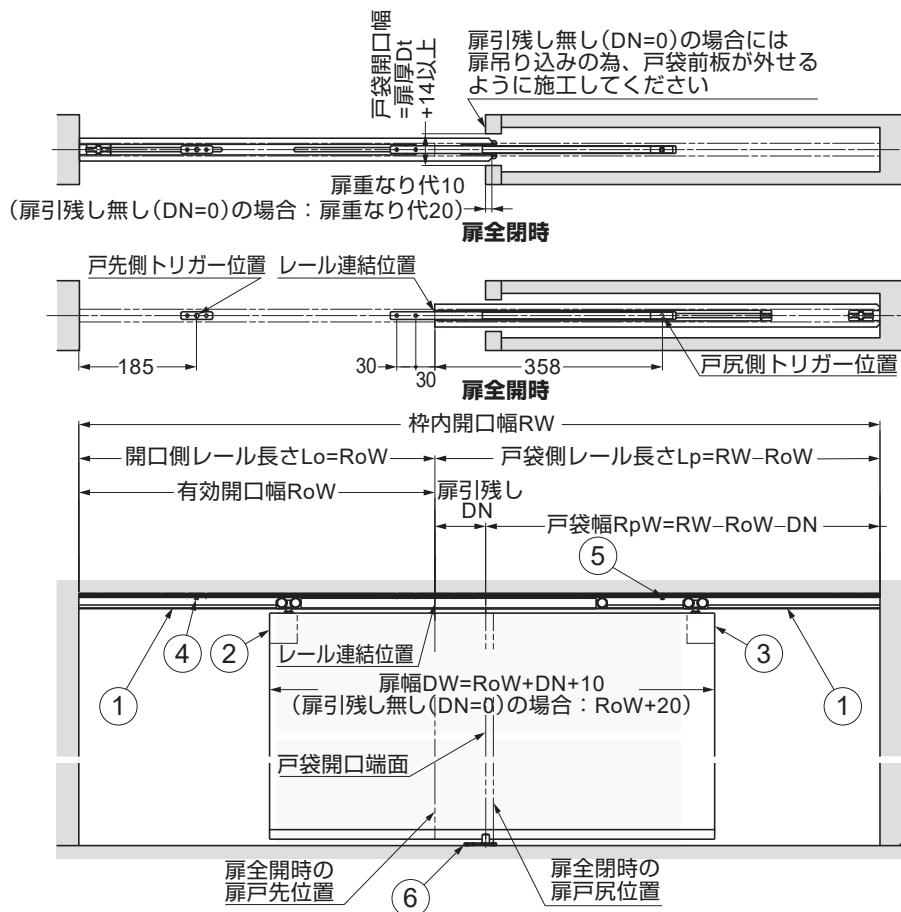 戸袋開口幅
=扉厚Dt
+14以上
扉引残し無し(DN=0)の場合には
扉吊り込みの為、戸袋前板が外せる
ように施工してください
扉重なり代10
(扉引残し無し(DN=0)の場合：扉重なり代20)
扉全閉時
戸先側トリガー位置
レール連結位置
185
30
30
358
戸尻側トリガー位置
扉全開時
枠内開口幅RW
開口側レール長さLo=RoW
戸袋側レール長さLp=RW–RoW
有効開口幅RoW
扉引残し
DN
戸袋幅RpW=RW–RoW–DN
⑤
④
②
③
①
①
レール連結位置
扉幅DW=RoW+DN+10
(扉引残し無し(DN=0)の場合：RoW+20)
戸袋開口端面
扉全開時の
扉戸先位置
⑥
扉全閉時の
扉戸尻位置